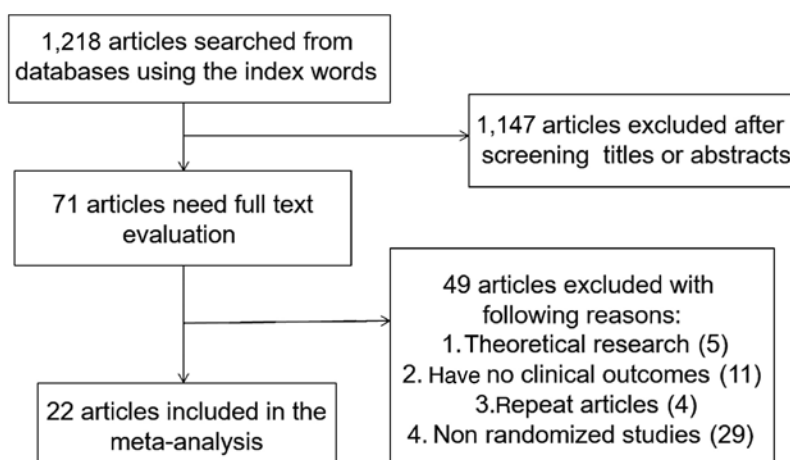 1,218 articles searched from
databases using the index words
1,147 articles excluded after
screening titles or abstracts
71 articles need full text
evaluation
49 articles excluded with
following reasons:
1.Theoretical research (5)
2. Have no clinical outcomes (11)
3.Repeat articles (4)
4. Non randomized studies (29)
22 articles included in the
meta-analysis